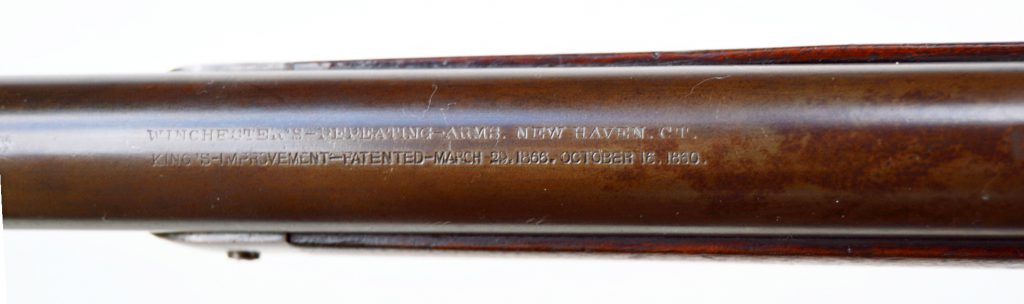 WINCHESTER'S-REPEATING-ARMS. NEW HAVEN. CT.
KING'S-IMPROVEMENT-PATENTED-MARCH 29.1866. OCTOBER 16.1860.